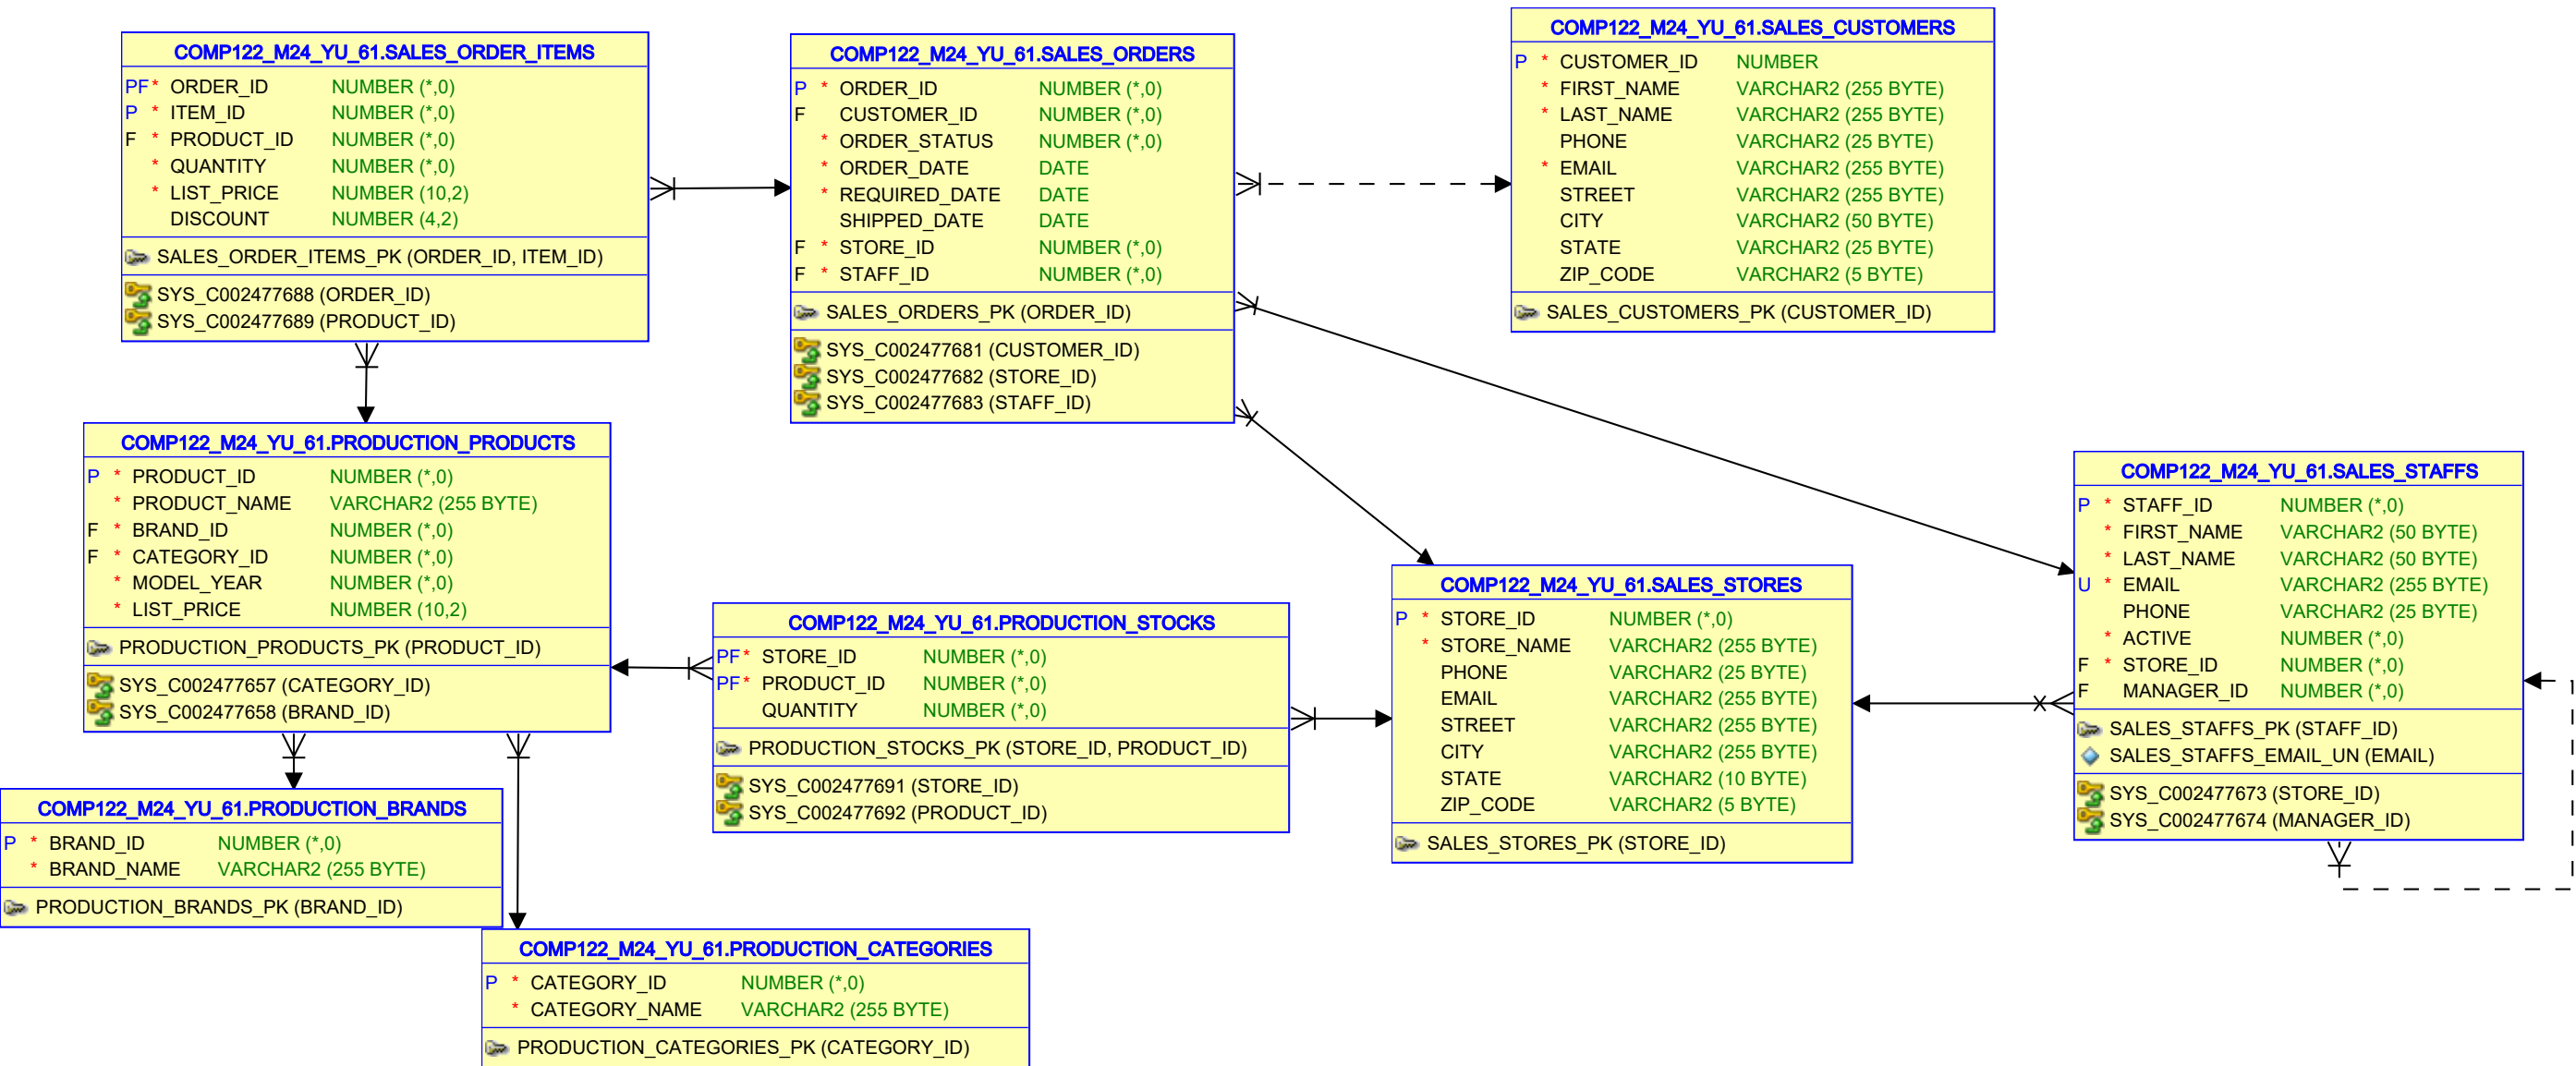 COMP122_M24_YU_61.SALES_ORDER_ITEMS
PF* ORDER_ID NUMBER (*,0)
P * ITEM_ID NUMBER (*,0)
F * PRODUCT_ID NUMBER (*,0)
* QUANTITY NUMBER (*,0)
* LIST_PRICE NUMBER (10,2)
DISCOUNT NUMBER (4,2)
SALES_ORDER_ITEMS_PK (ORDER_ID, ITEM_ID)
SYS_C002477688 (ORDER_ID)
SYS_C002477689 (PRODUCT_ID)
COMP122_M24_YU_61.SALES_ORDERS
P * ORDER_ID NUMBER (*,0)
F CUSTOMER_ID NUMBER (*,0)
* ORDER_STATUS NUMBER (*,0)
* ORDER_DATE DATE
* REQUIRED_DATE DATE
SHIPPED_DATE DATE
F * STORE_ID NUMBER (*,0)
F * STAFF_ID NUMBER (*,0)
SALES_ORDERS_PK (ORDER_ID)
SYS_C002477681 (CUSTOMER_ID)
SYS_C002477682 (STORE_ID)
SYS_C002477683 (STAFF_ID)
COMP122_M24_YU_61.SALES_CUSTOMERS
P * CUSTOMER_ID NUMBER
* FIRST_NAME VARCHAR2 (255 BYTE)
* LAST_NAME VARCHAR2 (255 BYTE)
PHONE VARCHAR2 (25 BYTE)
* EMAIL VARCHAR2 (255 BYTE)
STREET VARCHAR2 (255 BYTE)
CITY VARCHAR2 (50 BYTE)
STATE VARCHAR2 (25 BYTE)
ZIP_CODE VARCHAR2 (5 BYTE)
SALES_CUSTOMERS_PK (CUSTOMER_ID)
COMP122_M24_YU_61.PRODUCTION_PRODUCTS
P * PRODUCT_ID NUMBER (*,0)
* PRODUCT_NAME VARCHAR2 (255 BYTE)
F * BRAND_ID NUMBER (*,0)
F * CATEGORY_ID NUMBER (*,0)
* MODEL_YEAR NUMBER (*,0)
* LIST_PRICE NUMBER (10,2)
PRODUCTION_PRODUCTS_PK (PRODUCT_ID)
SYS_C002477657 (CATEGORY_ID)
SYS_C002477658 (BRAND_ID)
COMP122_M24_YU_61.PRODUCTION_STOCKS
PF* STORE_ID NUMBER (*,0)
PF* PRODUCT_ID NUMBER (*,0)
QUANTITY NUMBER (*,0)
PRODUCTION_STOCKS_PK (STORE_ID, PRODUCT_ID)
SYS_C002477691 (STORE_ID)
SYS_C002477692 (PRODUCT_ID)
COMP122_M24_YU_61.SALES_STORES
P * STORE_ID NUMBER (*,0)
* STORE_NAME VARCHAR2 (255 BYTE)
PHONE VARCHAR2 (25 BYTE)
EMAIL VARCHAR2 (255 BYTE)
STREET VARCHAR2 (255 BYTE)
CITY VARCHAR2 (255 BYTE)
STATE VARCHAR2 (10 BYTE)
ZIP_CODE VARCHAR2 (5 BYTE)
SALES_STORES_PK (STORE_ID)
COMP122_M24_YU_61.SALES_STAFFS
P * STAFF_ID NUMBER (*,0)
* FIRST_NAME VARCHAR2 (50 BYTE)
* LAST_NAME VARCHAR2 (50 BYTE)
U * EMAIL VARCHAR2 (255 BYTE)
PHONE VARCHAR2 (25 BYTE)
* ACTIVE NUMBER (*,0)
F * STORE_ID NUMBER (*,0)
F MANAGER_ID NUMBER (*,0)
SALES_STAFFS_PK (STAFF_ID)
SALES_STAFFS_EMAIL_UN (EMAIL)
SYS_C002477673 (STORE_ID)
SYS_C002477674 (MANAGER_ID)
COMP122_M24_YU_61.PRODUCTION_BRANDS
P * BRAND_ID NUMBER (*,0)
* BRAND_NAME VARCHAR2 (255 BYTE)
PRODUCTION_BRANDS_PK (BRAND_ID)
COMP122_M24_YU_61.PRODUCTION_CATEGORIES
P * CATEGORY_ID NUMBER (*,0)
* CATEGORY_NAME VARCHAR2 (255 BYTE)
PRODUCTION_CATEGORIES_PK (CATEGORY_ID)